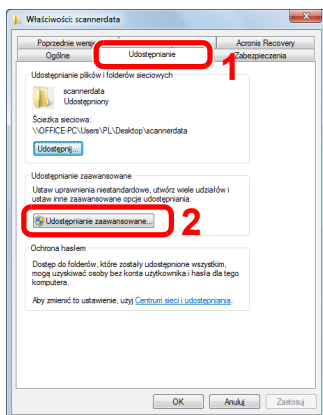 Właściwości: scannerdata
Poprzednie wersje
Acronis Recovery
Ogólne
Udostępnianie
Zabezpieczenia
1
Udostępnianie plików i folderów sieciowych
scannerdata
Udostępniony
Ścieżka sieciowa:
\\OFFICE-PC\Users\PL\Desktop\scannerdata
Udostępnij...
Udostępnianie zaawansowane
Ustaw uprawnienia niestandardowe, utwórz wiele udziałów i
ustaw inne zaawansowane opcje udostępniania.
Udostępnianie zaawansowane...
2
Ochrona hasłem
Dostęp do folderów, które zostały udostępnione wszystkim,
mogą uzyskiwać osoby bez konta użytkownika i hasła dla tego
komputera.
Aby zmienić to ustawienie, użyj Centrum sieci i udostępniania.
OK
Anuluj
Zastosuj